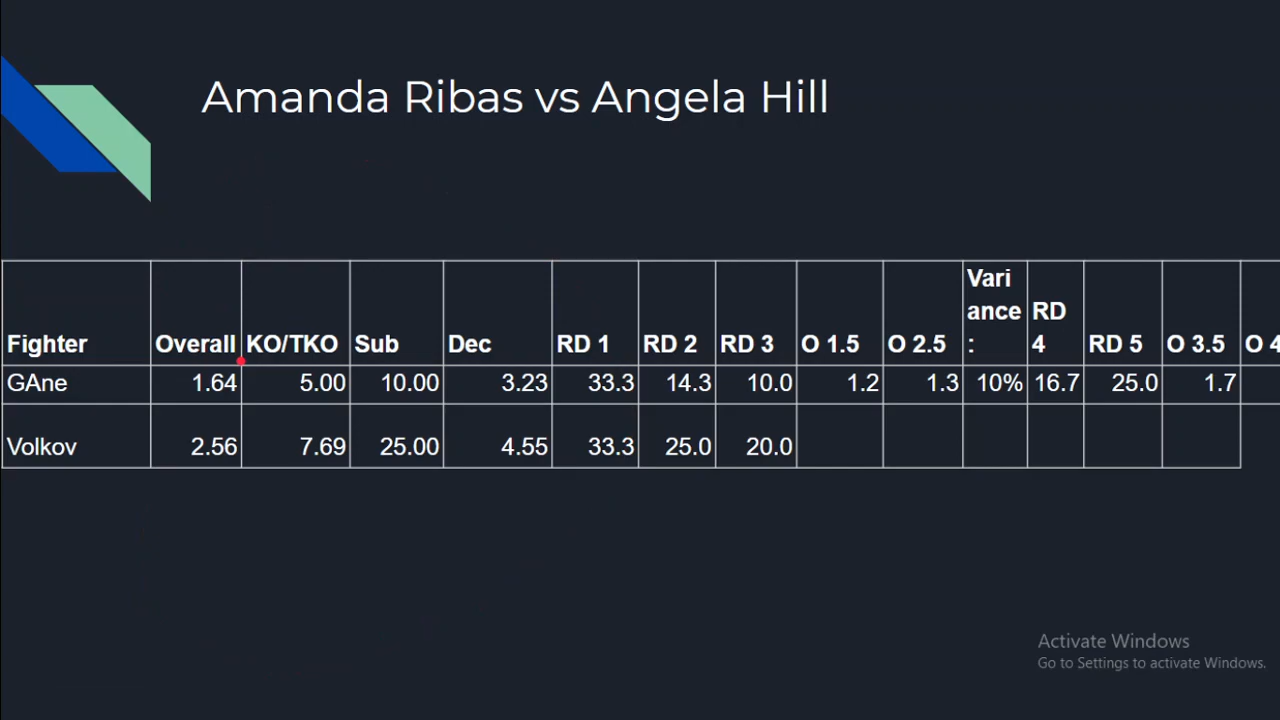 Amanda Ribas vs Angela Hill
Fighter Overall KO/TKO Sub Dec RD 1 RD 2 RD 3 O 1.5 O 2.5 Vari ance : RD 4 RD 5 O 3.5 O 4
GAne 1.64 5.00 10.00 3.23 33.3 14.3 10.0 1.2 1.3 10% 16.7 25.0 1.7
Volkov 2.56 7.69 25.00 4.55 33.3 25.0 20.0
Activate Windows
Go to Settings to activate Windows.